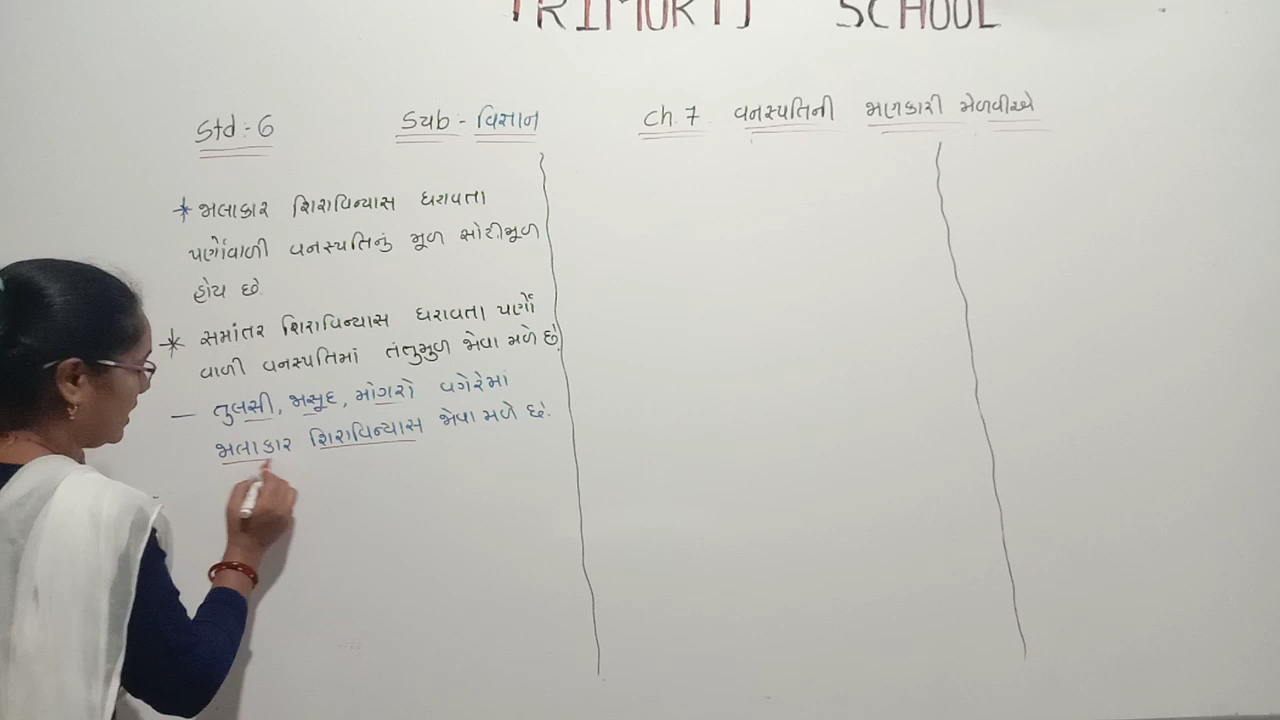 TRIMURTI SCHOOL
Std :- 6 Sub :- વિજ્ઞાન Ch. 7 વનસ્પતિની જાણકારી મેળવીએ
* જાલાકાર શિરાવિન્યાસ ધરાવતા
પર્ણોવાળી વનસ્પતિનું મૂળ સોટીમૂળ
હોય છે.
* સમાંતર શિરાવિન્યાસ ધરાવતા પર્ણો
વાળી વનસ્પતિમાં તંતુમુળ જોવા મળે છે.
– તુલસી, જાસૂદ, મોગરો વગેરેમાં
જાલાકાર શિરાવિન્યાસ જોવા મળે છે.